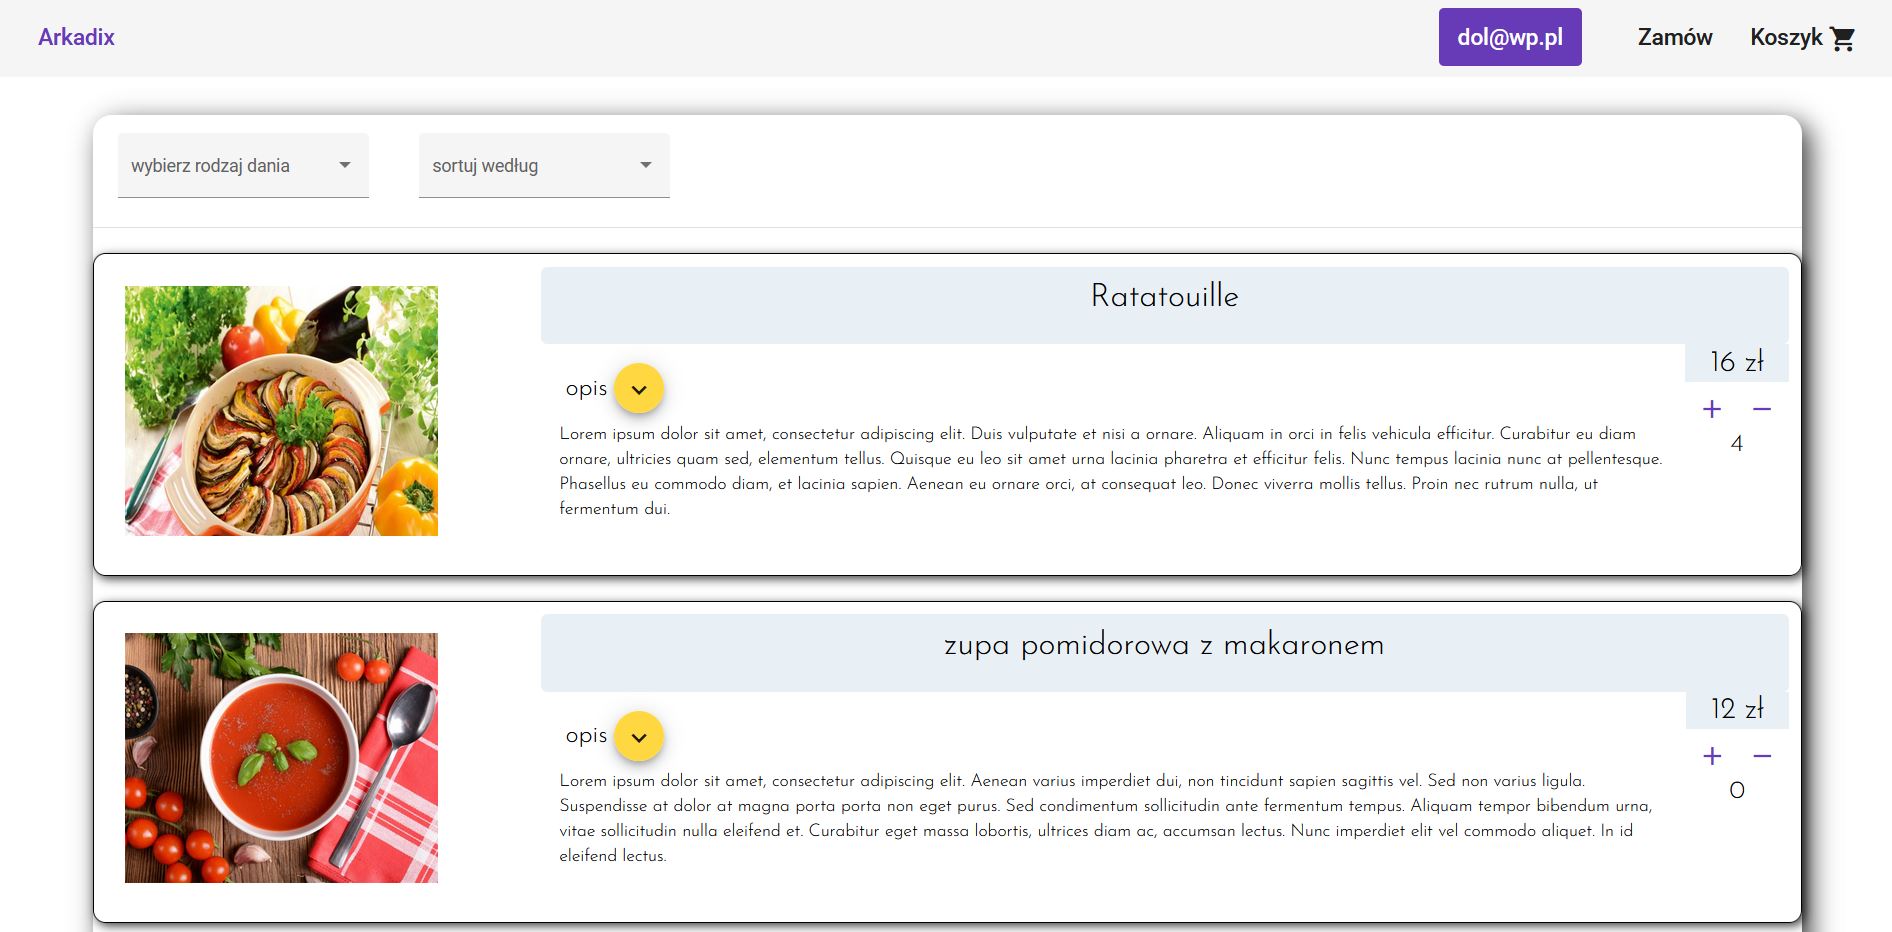 Arkadix
dol@wp.pl
Zamów
Koszyk
wybierz rodzaj dania
sortuj według
Ratatouille
16 zł
opis
+ −
4
Lorem ipsum dolor sit amet, consectetur adipiscing elit. Duis vulputate et nisi a ornare. Aliquam in orci in felis vehicula efficitur. Curabitur eu diam
ornare, ultricies quam sed, elementum tellus. Quisque eu leo sit amet urna lacinia pharetra et efficitur felis. Nunc tempus lacinia nunc at pellentesque.
Phasellus eu commodo diam, et lacinia sapien. Aenean eu ornare orci, at consequat leo. Donec viverra mollis tellus. Proin nec rutrum nulla, ut
fermentum dui.
zupa pomidorowa z makaronem
12 zł
opis
+ −
0
Lorem ipsum dolor sit amet, consectetur adipiscing elit. Aenean varius imperdiet dui, non tincidunt sapien sagittis vel. Sed non varius ligula.
Suspendisse at dolor at magna porta porta non eget purus. Sed condimentum sollicitudin ante fermentum tempus. Aliquam tempor bibendum urna,
vitae sollicitudin nulla eleifend et. Curabitur eget massa lobortis, ultrices diam ac, accumsan lectus. Nunc imperdiet elit vel commodo aliquet. In id
eleifend lectus.